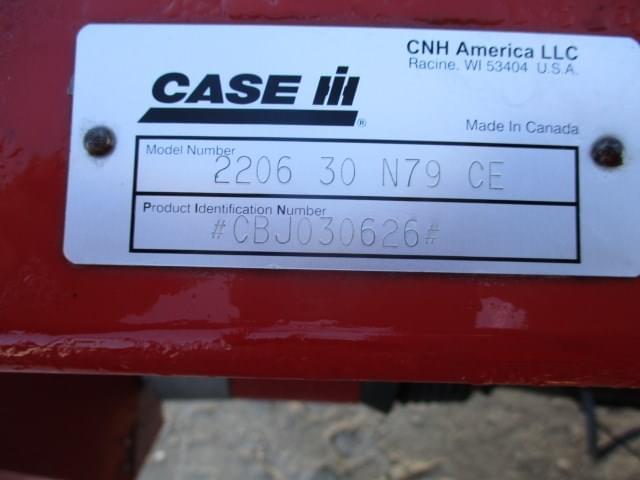 CNH America LLC
Racine, WI 53404 U.S.A.
CASE IH
®
Made In Canada
Model Number
2206 30 N79 CE
Product Identification Number
#CBJ030626#